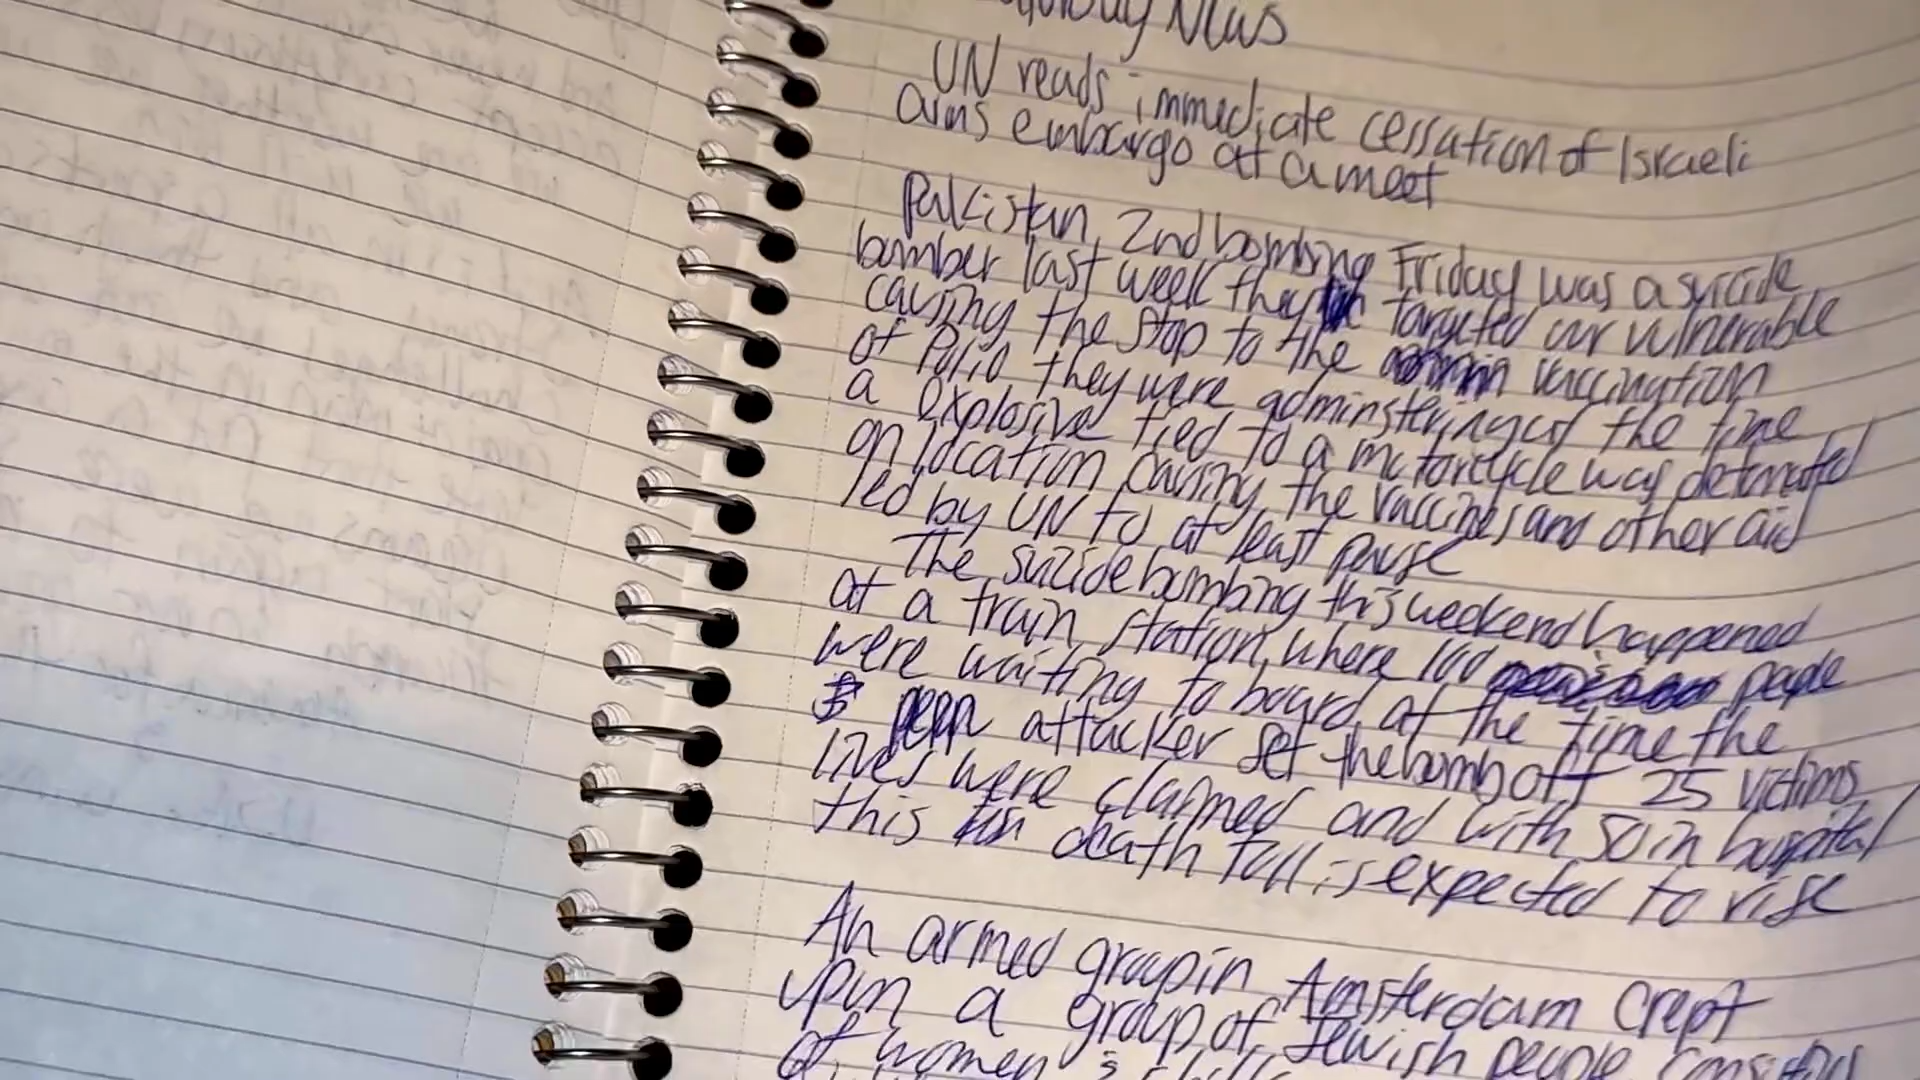 News
UN reads immediate cessation of Israeli
arms embargo at a meet
Pakistan, 2nd bombing Friday was a suicide
bomber last week they targeted our vulnerable
causing the stop to the vaccination
of Polio they were adminstering at the time
a explosive tied to a motorcycle was detonated
on location causing the vaccines and other aid
led by UN to at least pause
The suicide bombing this weekend happened
at a train station, where 100 people
were waiting to board at the time the
attacker set the bomb off 25 victims
lives were claimed and with 50 in hospital
this death toll is expected to rise
An armed group in Amsterdam crept
upon a group of Jewish people
of women